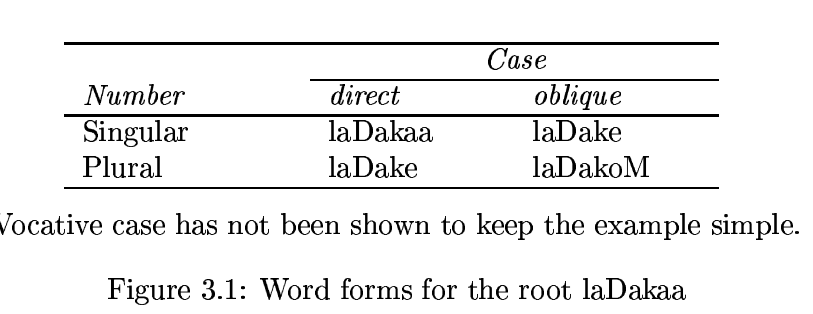 Case
Number direct oblique
Singular laDakaa laDake
Plural laDake laDakoM
Vocative case has not been shown to keep the example simple.
Figure 3.1: Word forms for the root laDakaa